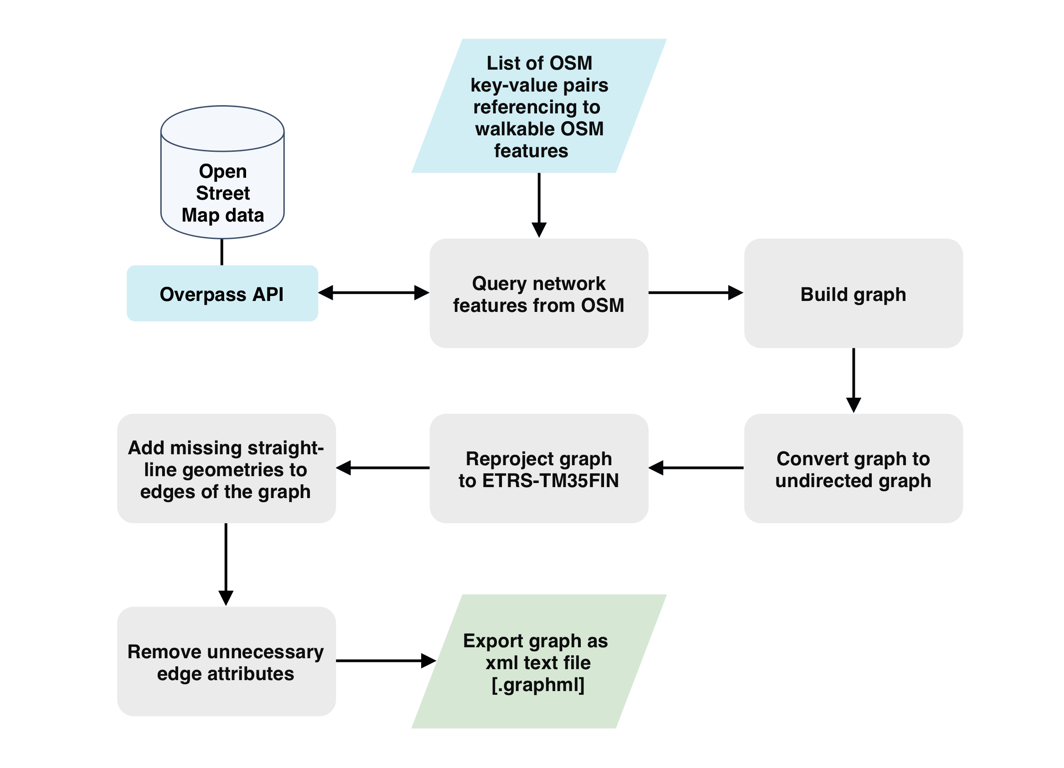 List of OSM
key-value pairs
referencing to
walkable OSM
features
Open
Street
Map data
Overpass API
Query network
features from OSM
Build graph
Add missing straight-
line geometries to
edges of the graph
Reproject graph
to ETRS-TM35FIN
Convert graph to
undirected graph
Remove unnecessary
edge attributes
Export graph as
xml text file
[.graphml]